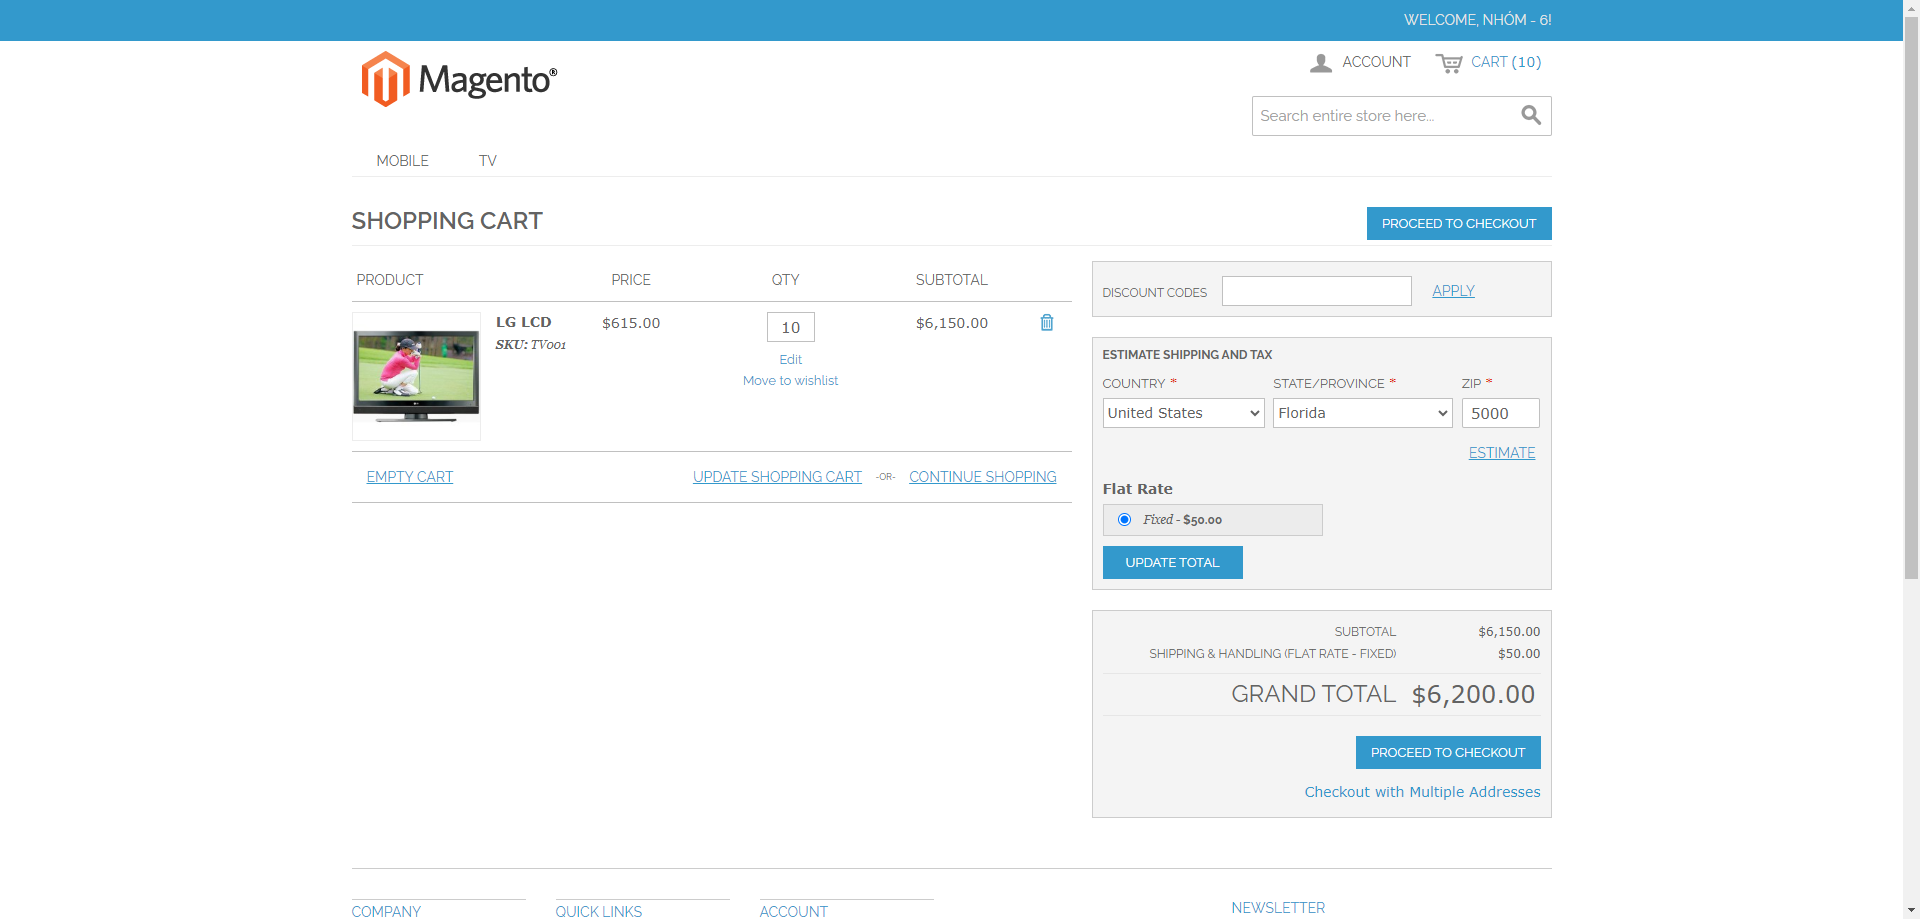 WELCOME, NHÓM - 6!
Magento®
ACCOUNT
CART (10)
Search entire store here...
MOBILE
TV
SHOPPING CART
PROCEED TO CHECKOUT
PRODUCT PRICE QTY SUBTOTAL
LG LCD $615.00 10 $6,150.00
SKU: TV001
Edit
Move to wishlist
EMPTY CART UPDATE SHOPPING CART -OR- CONTINUE SHOPPING
DISCOUNT CODES APPLY
ESTIMATE SHIPPING AND TAX
COUNTRY * STATE/PROVINCE * ZIP *
United States Florida 5000
ESTIMATE
Flat Rate
Fixed - $50.00
UPDATE TOTAL
SUBTOTAL $6,150.00
SHIPPING & HANDLING (FLAT RATE - FIXED) $50.00
GRAND TOTAL $6,200.00
PROCEED TO CHECKOUT
Checkout with Multiple Addresses
COMPANY QUICK LINKS ACCOUNT NEWSLETTER